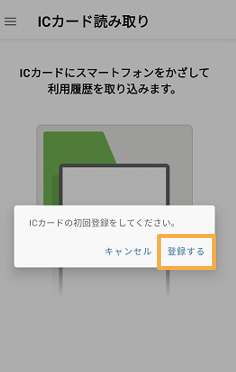 ICカード読み取り
ICカードにスマートフォンをかざして
利用履歴を取り込みます。
ICカードの初回登録をしてください。
キャンセル 登録する